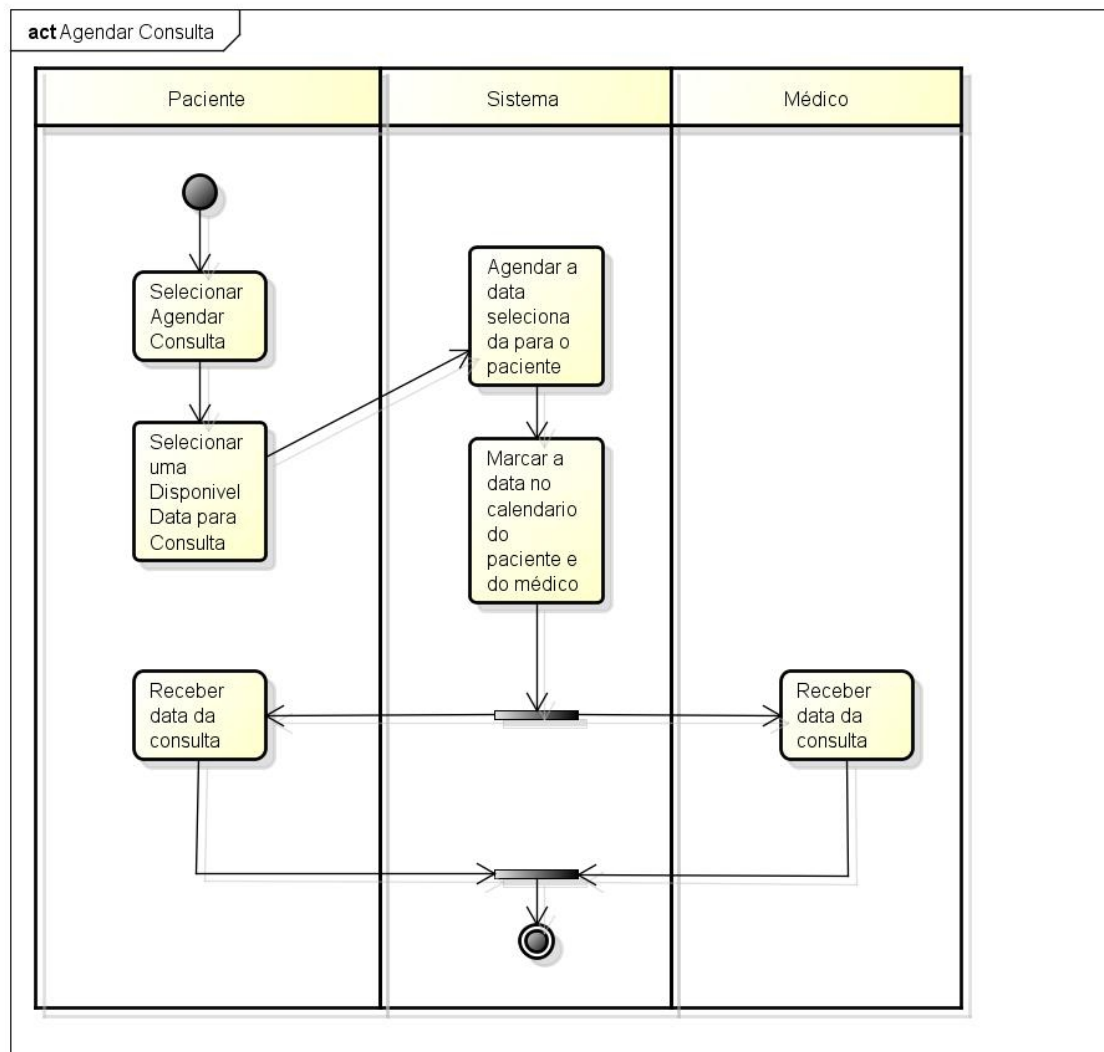 act Agendar Consulta
Paciente
Sistema
Médico
Selecionar
Agendar
Consulta
Selecionar
uma
Disponivel
Data para
Consulta
Agendar a
data
seleciona
da para o
paciente
Marcar a
data no
calendario
do
paciente e
do médico
Receber
data da
consulta
Receber
data da
consulta